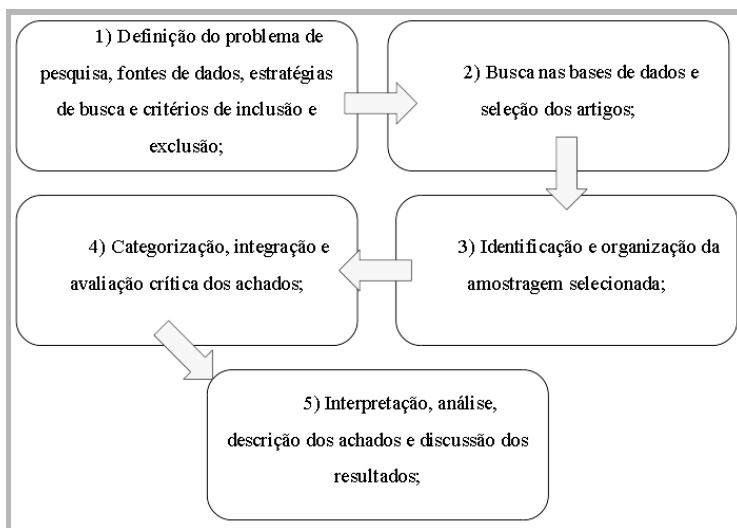 1) Definição do problema de
pesquisa, fontes de dados, estratégias
de busca e critérios de inclusão e
exclusão;
2) Busca nas bases de dados e
seleção dos artigos;
3) Identificação e organização da
amostragem selecionada;
4) Categorização, integração e
avaliação crítica dos achados;
5) Interpretação, análise,
descrição dos achados e discussão dos
resultados;